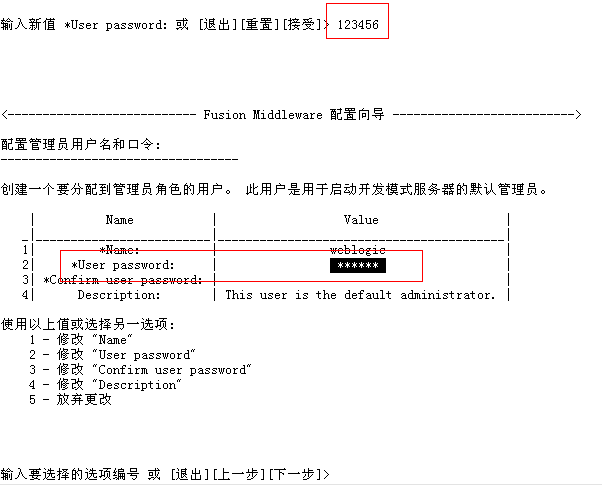 输入新值 *User password: 或 [退出][重置][接受]> 123456
<--------------------------- Fusion Middleware 配置向导 -------------------------->
配置管理员用户名和口令:
----------------------------------
创建一个要分配到管理员角色的用户。 此用户是用于启动开发模式服务器的默认管理员。
| Name | Value |
-|-------------------------|-----------------------------------------|
1| *Name: | weblogic |
2| *User password: | ****** |
3| *Confirm user password: | |
4| Description: | This user is the default administrator. |
使用以上值或选择另一选项:
1 - 修改 "Name"
2 - 修改 "User password"
3 - 修改 "Confirm user password"
4 - 修改 "Description"
5 - 放弃更改
输入要选择的选项编号 或 [退出][上一步][下一步]>